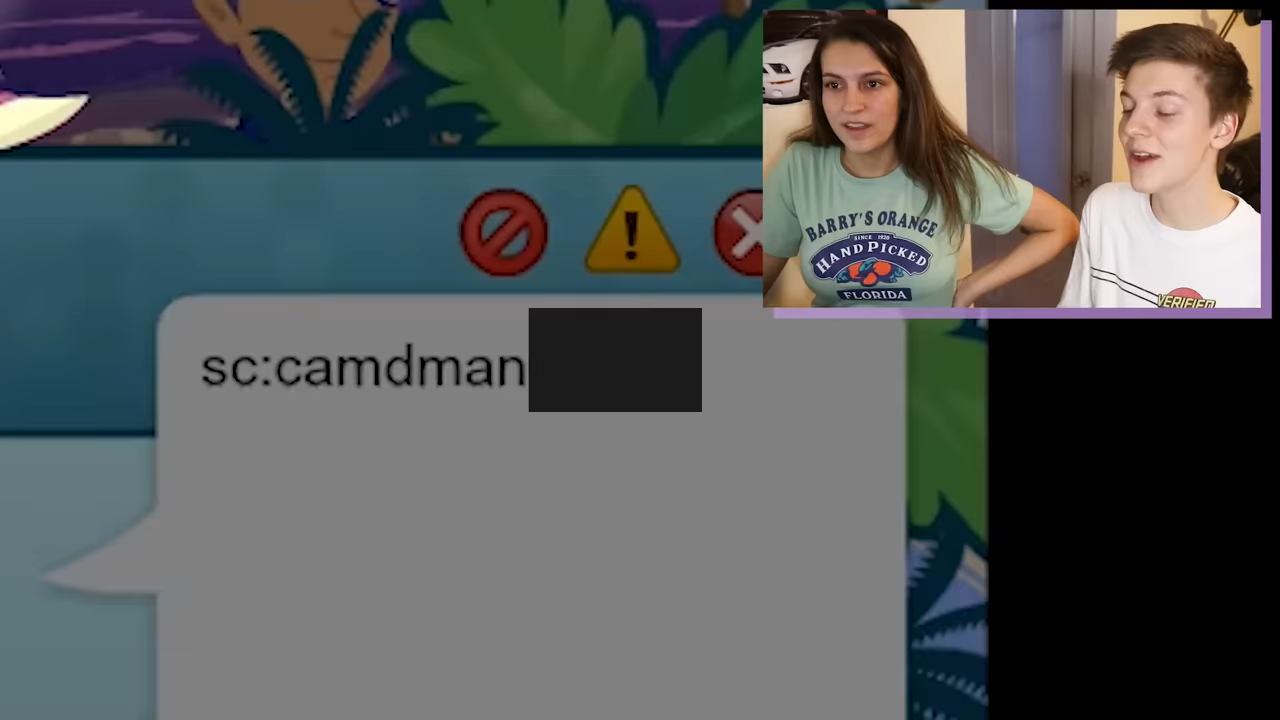 sc:camdman
BARRY'S ORANGE
SINCE 1920
HAND PICKED
FLORIDA
VERIFIED